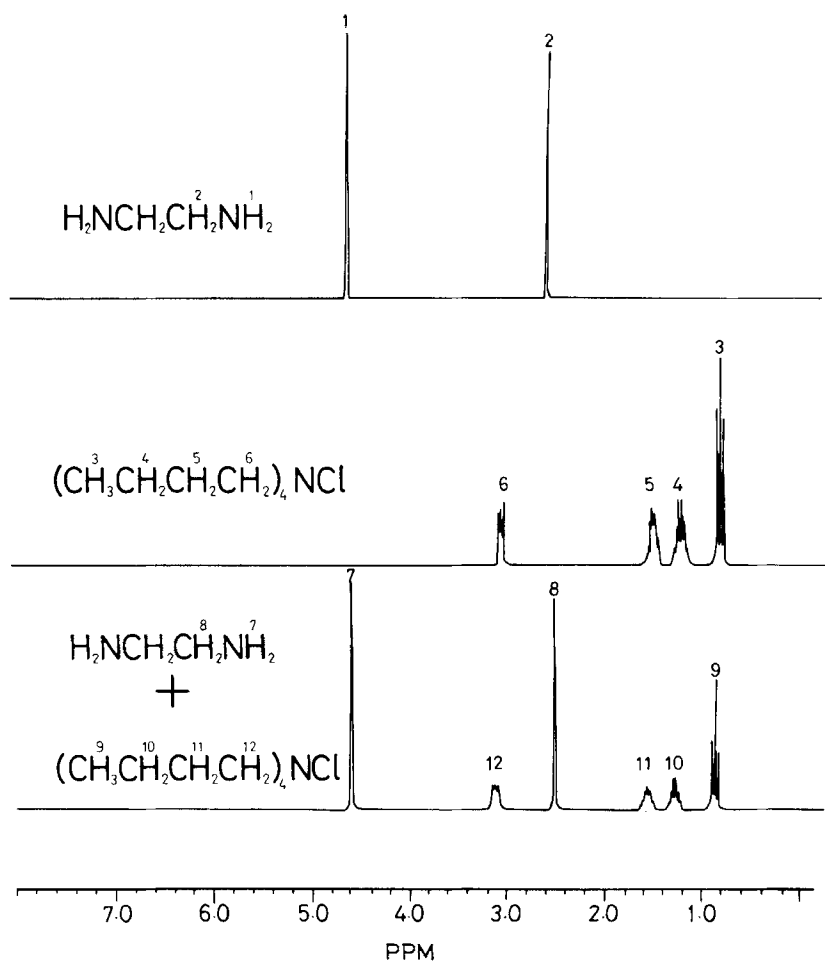 1
2
2 1
H₂NCH₂CH₂NH₂
3
3 4 5 6
(CH₃CH₂CH₂CH₂)₄ NCl
6 5 4
7
8
8 7
H₂NCH₂CH₂NH₂
+
9
9 10 11 12
(CH₃CH₂CH₂CH₂)₄ NCl
12 11 10
7.0 6.0 5.0 4.0 3.0 2.0 1.0
PPM